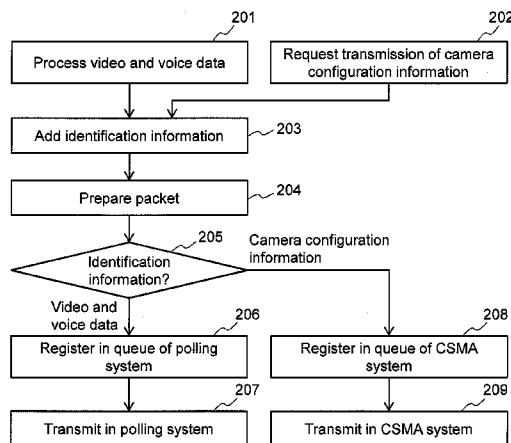 201
202
Process video and voice data
Request transmission of camera
configuration information
Add identification information
203
Prepare packet
204
205
Identification
information?
Camera configuration
information
Video and
voice data
206
208
Register in queue of polling
system
Register in queue of CSMA
system
207
209
Transmit in polling system
Transmit in CSMA system